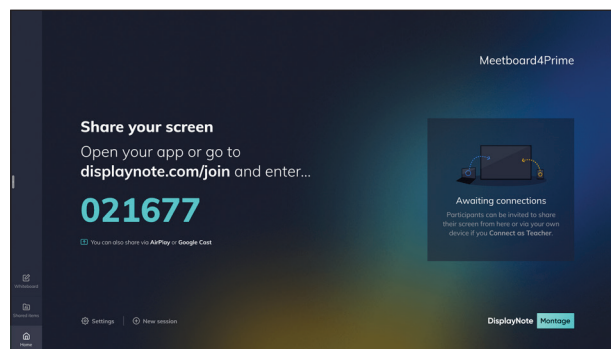 Meetboard4Prime
Share your screen
Open your app or go to
displaynote.com/join and enter...
021677
You can also share via AirPlay or Google Cast
Awaiting connections
Participants can be invited to share
their screen from here or via your own
device if you Connect as Teacher.
Whiteboard
Shared items
Home
Settings
New session
DisplayNote Montage